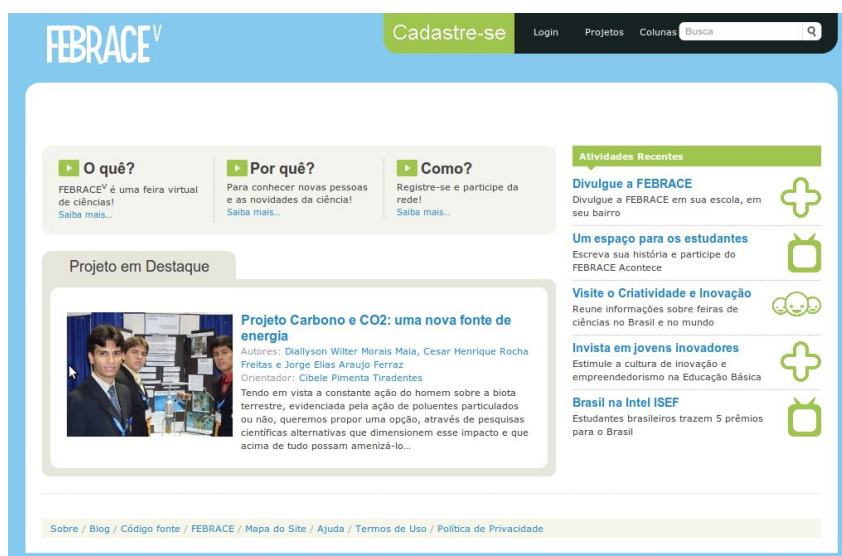 FEBRACEV
Cadastre-se
Login Projetos Colunas Busca
O quê?
FEBRACEV é uma feira virtual
de ciências!
Saiba mais...
Por quê?
Para conhecer novas pessoas
e as novidades da ciência!
Saiba mais...
Como?
Registre-se e participe da
rede!
Saiba mais...
Projeto em Destaque
Projeto Carbono e CO2: uma nova fonte de
energia
Autores: Diallyson Wilter Morais Maia, Cesar Henrique Rocha
Freitas e Jorge Elias Araujo Ferraz
Orientador: Cibele Pimenta Tiradentes
Tendo em vista a constante ação do homem sobre a biota
terrestre, evidenciada pela ação de poluentes particulados
ou não, queremos propor uma opção, através de pesquisas
científicas alternativas que dimensionem esse impacto e que
acima de tudo possam amenizá-lo...
Atividades Recentes
Divulgue a FEBRACE
Divulgue a FEBRACE em sua escola, em
seu bairro
Um espaço para os estudantes
Escreva sua história e participe do
FEBRACE Acontece
Visite o Criatividade e Inovação
Reune informações sobre feiras de
ciências no Brasil e no mundo
Invista em jovens inovadores
Estimule a cultura de inovação e
empreendedorismo na Educação Básica
Brasil na Intel ISEF
Estudantes brasileiros trazem 5 prêmios
para o Brasil
Sobre / Blog / Código fonte / FEBRACE / Mapa do Site / Ajuda / Termos de Uso / Política de Privacidade